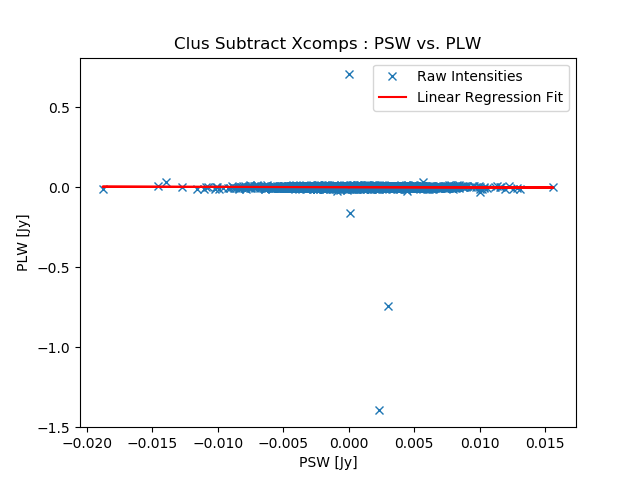 Clus Subtract Xcomps : PSW vs. PLW
Raw Intensities
Linear Regression Fit
0.5
0.0
−0.5
−1.0
−1.5
PLW [Jy]
−0.020 −0.015 −0.010 −0.005 0.000 0.005 0.010 0.015
PSW [Jy]